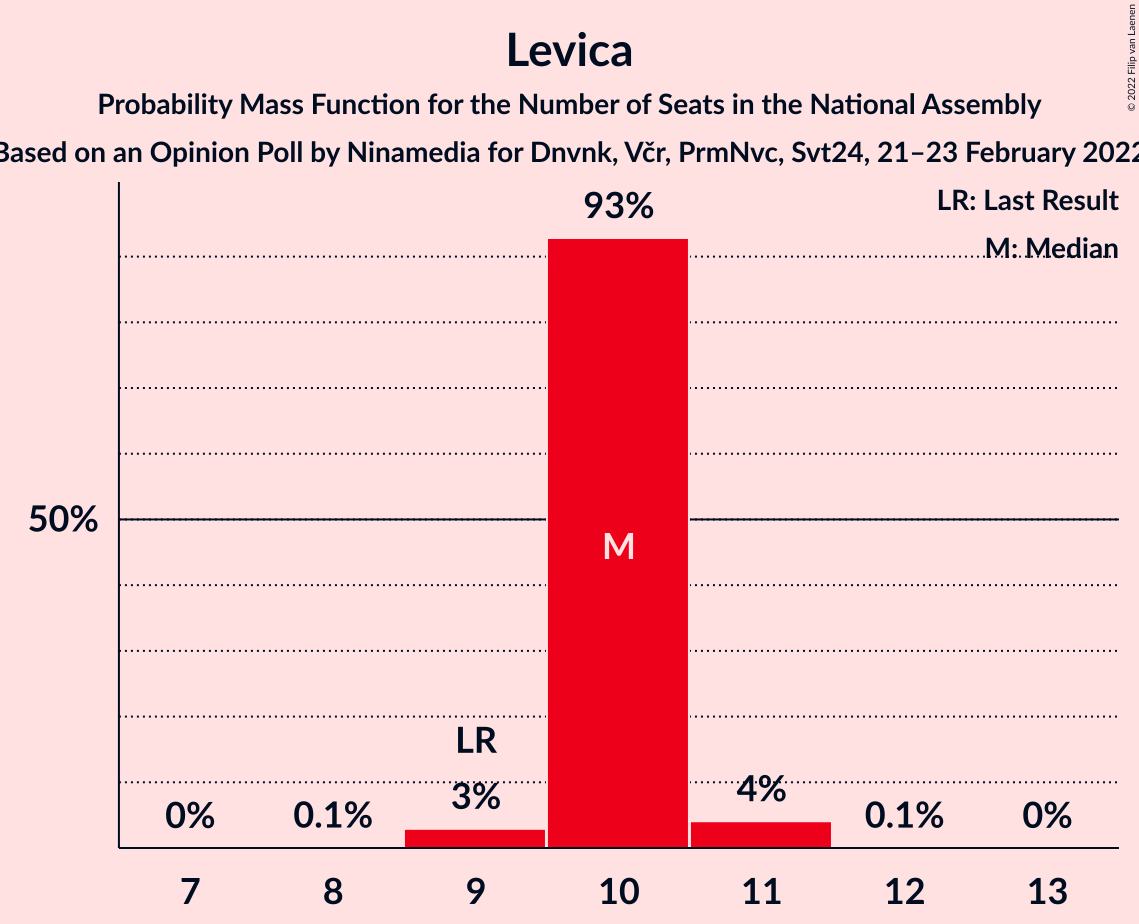 Levica
Probability Mass Function for the Number of Seats in the National Assembly
Based on an Opinion Poll by Ninamedia for Dnvnk, Včr, PrmNvc, Svt24, 21–23 February 2022
© 2022 Filip van Laenen
LR: Last Result
M: Median
93%
50%
M
LR
0%
0.1%
3%
4%
0.1%
0%
7
8
9
10
11
12
13